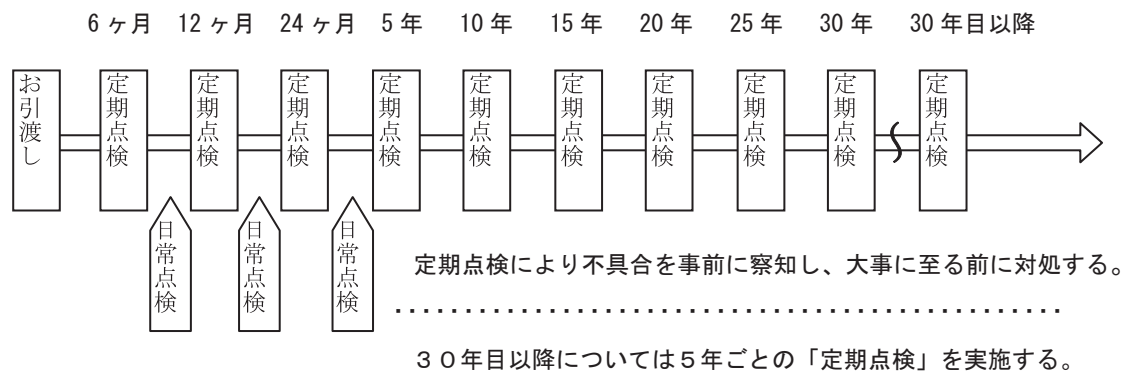 6ヶ月 12ヶ月 24ヶ月 5年 10年 15年 20年 25年 30年 30年目以降
お引渡し
定期点検
定期点検
定期点検
定期点検
定期点検
定期点検
定期点検
定期点検
定期点検
定期点検
日常点検
日常点検
日常点検
定期点検により不具合を事前に察知し、大事に至る前に対処する。
３０年目以降については５年ごとの「定期点検」を実施する。